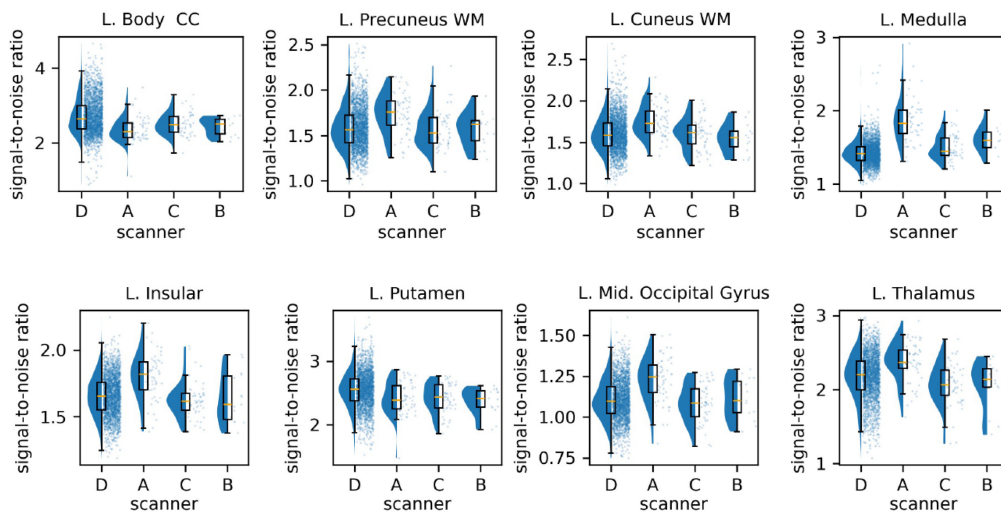 L. Body CC
signal-to-noise ratio
4
2
D A C B
scanner
L. Precuneus WM
signal-to-noise ratio
2.5
2.0
1.5
1.0
D A C B
scanner
L. Cuneus WM
signal-to-noise ratio
2.5
2.0
1.5
1.0
D A C B
scanner
L. Medulla
signal-to-noise ratio
3
2
1
D A C B
scanner
L. Insular
signal-to-noise ratio
2.0
1.5
D A C B
scanner
L. Putamen
signal-to-noise ratio
3
2
D A C B
scanner
L. Mid. Occipital Gyrus
signal-to-noise ratio
1.50
1.25
1.00
0.75
D A C B
scanner
L. Thalamus
signal-to-noise ratio
3
2
1
D A C B
scanner